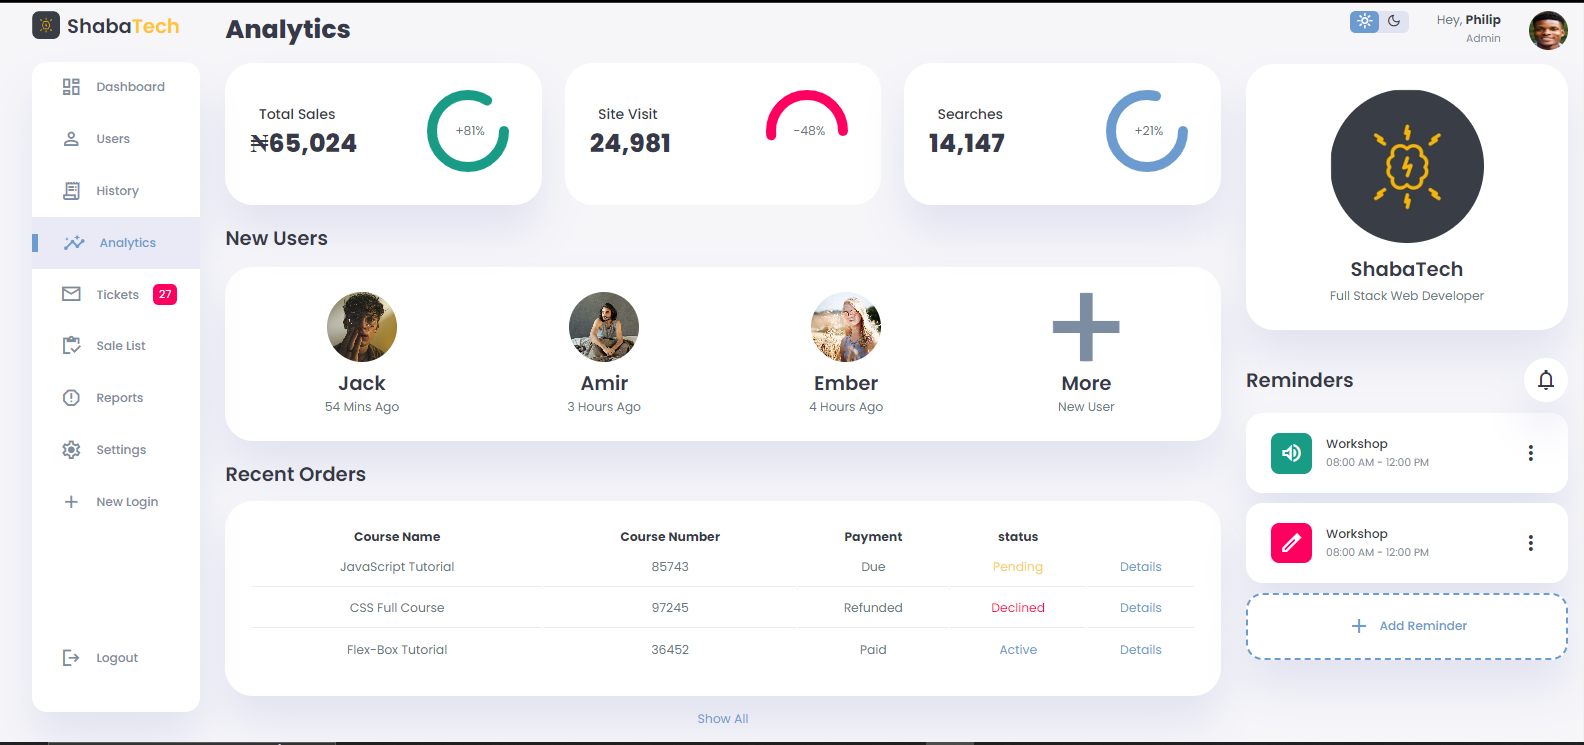 ShabaTech
Dashboard
Users
History
Analytics
Tickets 27
Sale List
Reports
Settings
New Login
Logout
Analytics
Total Sales
₦65,024
+81%
Site Visit
24,981
-48%
Searches
14,147
+21%
New Users
Jack
54 Mins Ago
Amir
3 Hours Ago
Ember
4 Hours Ago
More
New User
Recent Orders
Course Name Course Number Payment status
JavaScript Tutorial 85743 Due Pending Details
CSS Full Course 97245 Refunded Declined Details
Flex-Box Tutorial 36452 Paid Active Details
Show All
Hey, Philip
Admin
ShabaTech
Full Stack Web Developer
Reminders
Workshop
08:00 AM - 12:00 PM
Workshop
08:00 AM - 12:00 PM
Add Reminder